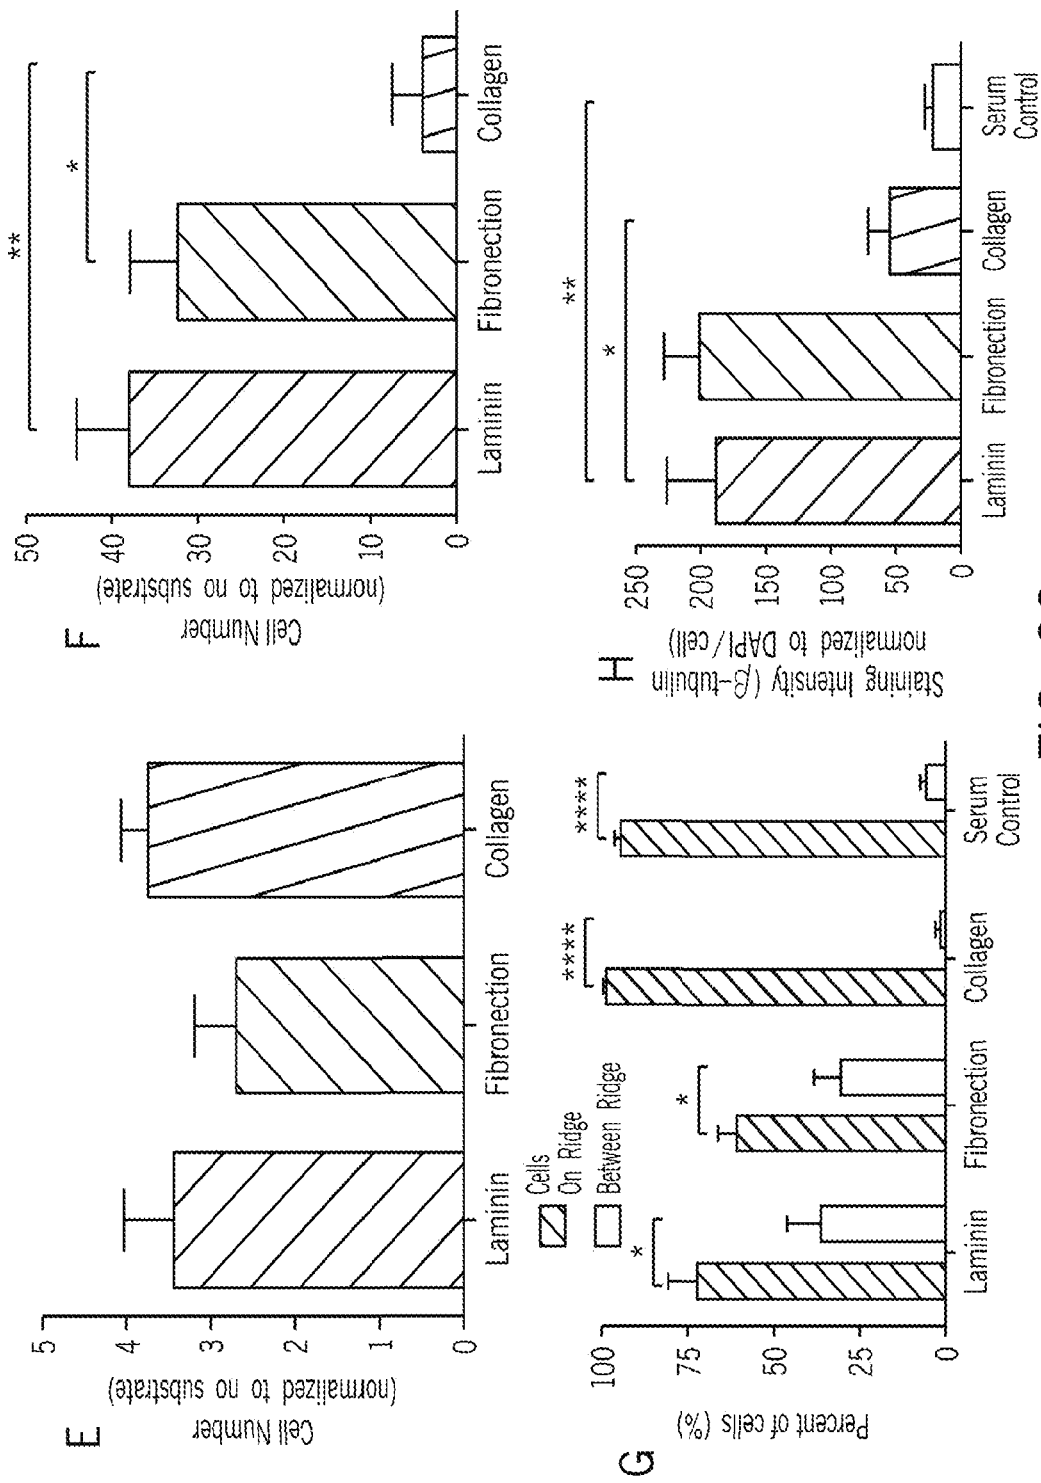 E
Cell Number
(normalized to no substrate)
5
4
3
2
1
0
Laminin
Fibronection
Collagen
F
Cell Number
(normalized to no substrate)
50
40
30
20
10
0
**
*
Laminin
Fibronection
Collagen
G
Percent of cells (%)
100
75
50
25
0
Cells
On Ridge
Between Ridge
*
*
****
****
Laminin
Fibronection
Collagen
Serum
Control
H
Staining Intensity (β-tubulin
normalized to DAPI/cell)
250
200
150
100
50
0
**
*
Laminin
Fibronection
Collagen
Serum
Control